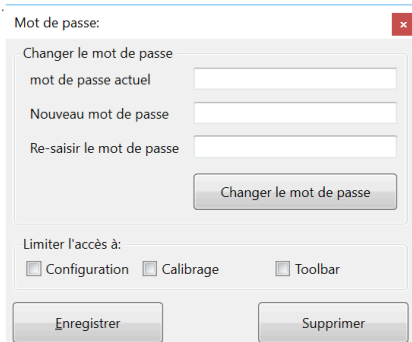 Mot de passe:
Changer le mot de passe
mot de passe actuel
Nouveau mot de passe
Re-saisir le mot de passe
Changer le mot de passe
Limiter l'accès à:
Configuration Calibrage Toolbar
Enregistrer Supprimer